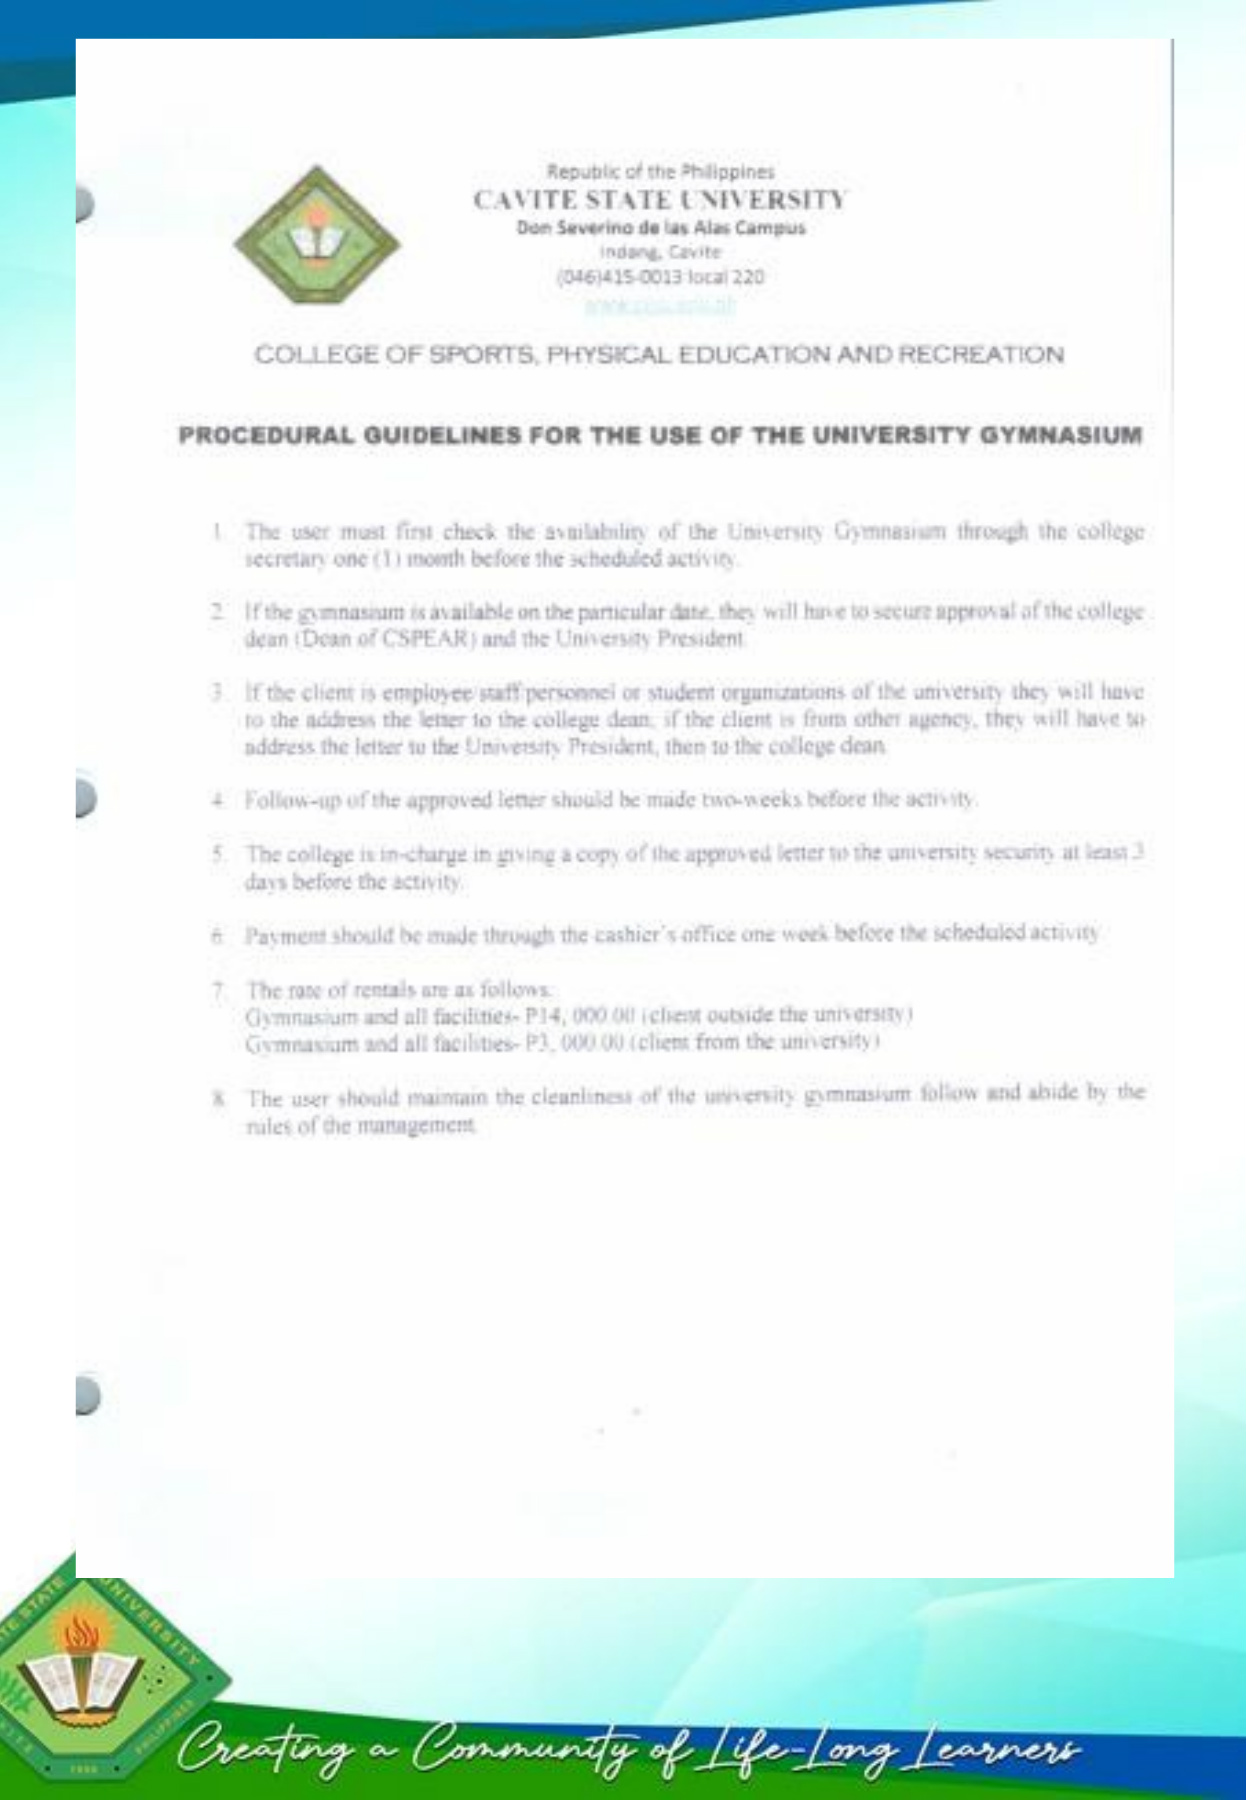 Republic of the Philippines
CAVITE STATE UNIVERSITY
Don Severino de las Alas Campus
Indang, Cavite
(046)415-0013 local 220
www.cvsu.edu.ph
COLLEGE OF SPORTS, PHYSICAL EDUCATION AND RECREATION
PROCEDURAL GUIDELINES FOR THE USE OF THE UNIVERSITY GYMNASIUM
1. The user must first check the availability of the University Gymnasium through the college
secretary one (1) month before the scheduled activity.
2. If the gymnasium is available on the particular date, they will have to secure approval of the college
dean (Dean of CSPEAR) and the University President.
3. If the client is employee/staff/personnel or student organizations of the university they will have
to the address the letter to the college dean; if the client is from other agency, they will have to
address the letter to the University President, then to the college dean.
4. Follow-up of the approved letter should be made two-weeks before the activity.
5. The college is in-charge in giving a copy of the approved letter to the university security at least 3
days before the activity.
6. Payment should be made through the cashier's office one week before the scheduled activity.
7. The rate of rentals are as follows:
Gymnasium and all facilities- P14, 000.00 (client outside the university)
Gymnasium and all facilities- P3, 000.00 (client from the university)
8. The user should maintain the cleanliness of the university gymnasium follow and abide by the
rules of the management.
STATE UNIVERSITY
PHILIPPINES
1906
Creating a Community of Life-Long Learners